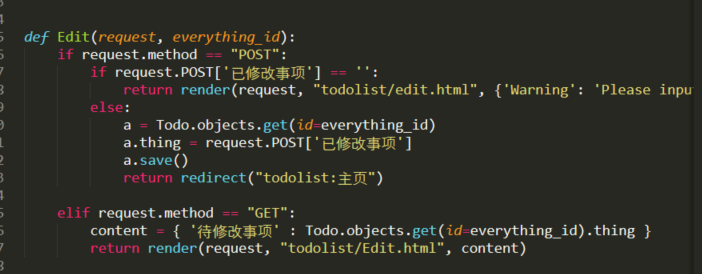 def Edit(request, everything_id):
    if request.method == "POST":
        if request.POST['已修改事项'] == '':
            return render(request, "todolist/edit.html", {'Warning': 'Please input
        else:
            a = Todo.objects.get(id=everything_id)
            a.thing = request.POST['已修改事项']
            a.save()
            return redirect("todolist:主页")
    elif request.method == "GET":
        content = { '待修改事项' : Todo.objects.get(id=everything_id).thing }
        return render(request, "todolist/Edit.html", content)